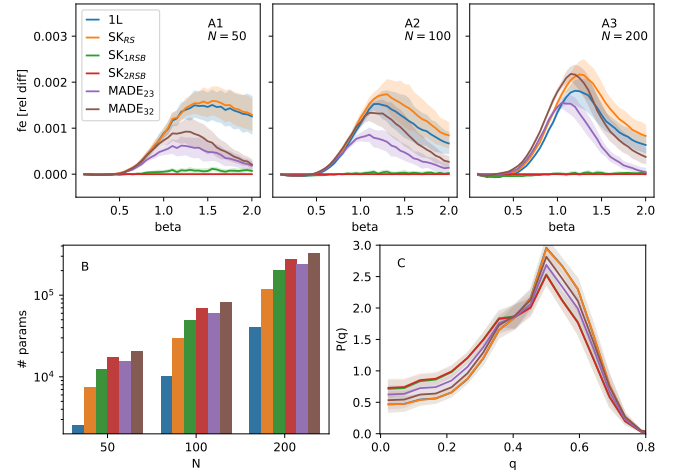 A1
N = 50
A2
N = 100
A3
N = 200
1L
SK_RS
SK_1RSB
SK_2RSB
MADE_23
MADE_32
fe [rel diff]
0.003
0.002
0.001
0.000
0.5 1.0 1.5 2.0
beta
0.5 1.0 1.5 2.0
beta
0.5 1.0 1.5 2.0
beta
B
# params
10^5
10^4
50 100 200
N
C
P(q)
3.0
2.5
2.0
1.5
1.0
0.5
0.0
0.0 0.2 0.4 0.6 0.8
q